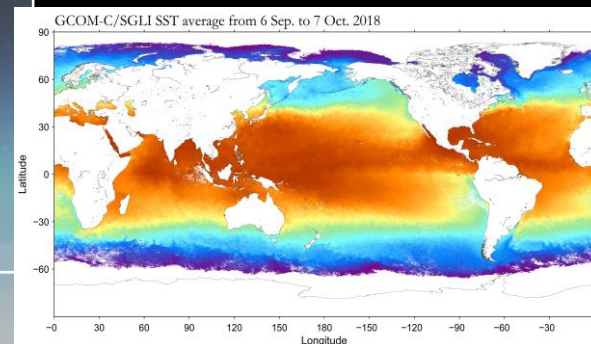 GCOM-C/SGLI SST average from 6 Sep. to 7 Oct. 2018
90
60
30
0
−30
−60
Latitude
−0 30 60 90 120 150 −180 −150 −120 −90 −60 −30
Longitude